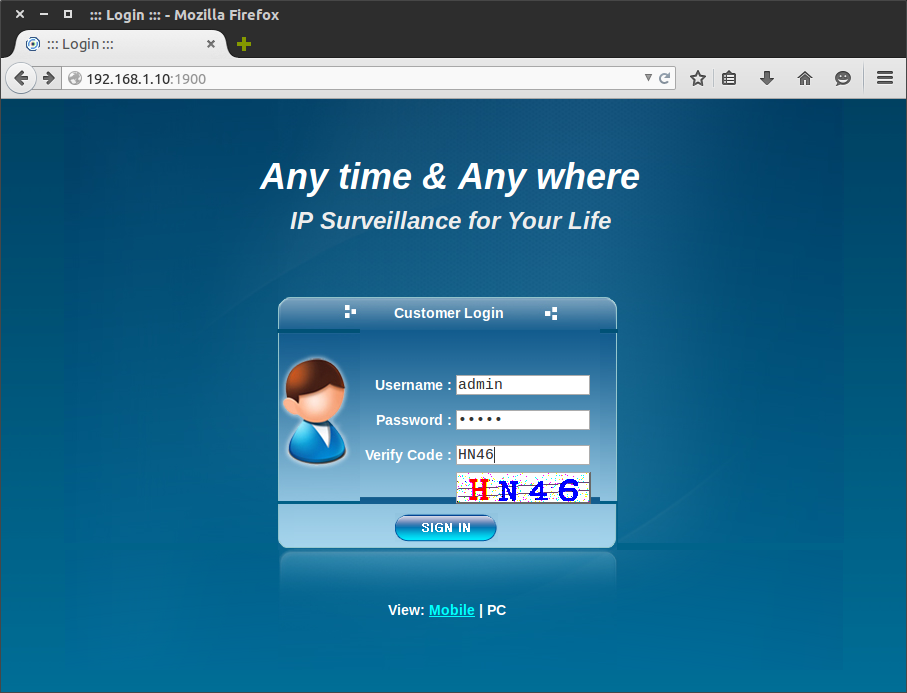 ::: Login ::: - Mozilla Firefox
::: Login :::
192.168.1.10:1900
Any time & Any where
IP Surveillance for Your Life
Customer Login
Username : admin
Password : •••••
Verify Code : HN46
HN46
SIGN IN
View: Mobile | PC